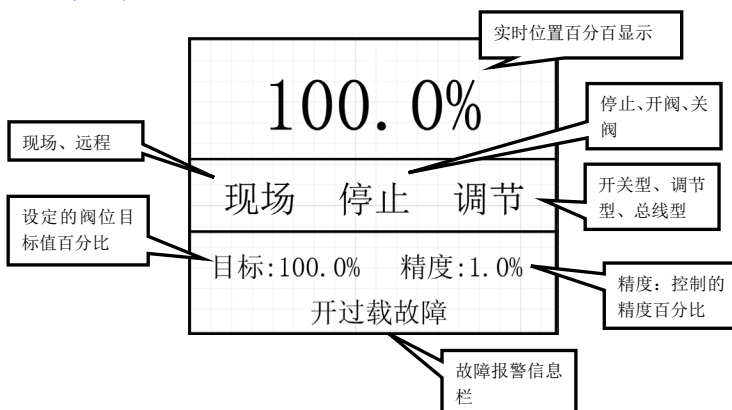 实时位置百分百显示
100.0%
停止、开阀、关
阀
现场、远程
现场 停止 调节
开关型、调节
型、总线型
设定的阀位目
标值百分比
目标:100.0% 精度:1.0%
精度：控制的
精度百分比
开过载故障
故障报警信息
栏